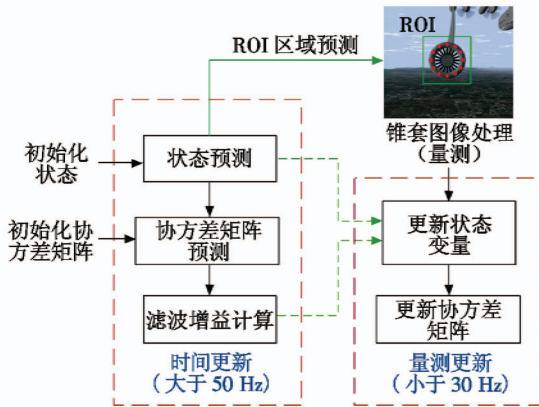 ROI
ROI 区域预测
锥套图像处理
（量测）
初始化
状态
状态预测
初始化协
方差矩阵
协方差矩阵
预测
滤波增益计算
时间更新
（大于 50 Hz）
更新状态
变量
更新协方差
矩阵
量测更新
（小于 30 Hz）